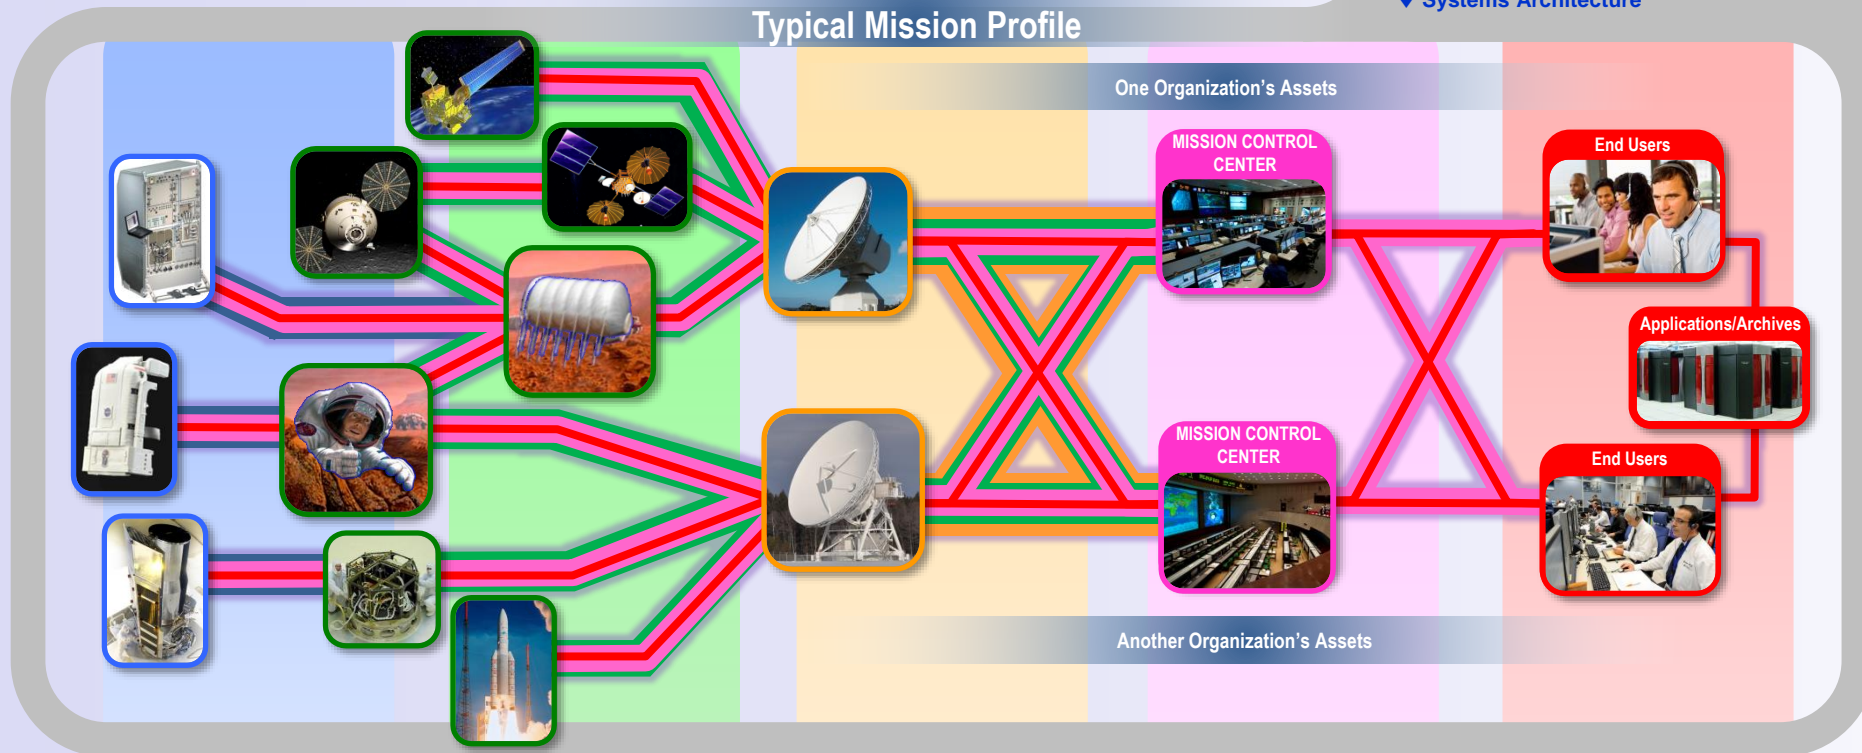 ▼ Systems Architecture
Typical Mission Profile
One Organization's Assets
MISSION CONTROL
CENTER
End Users
Applications/Archives
MISSION CONTROL
CENTER
End Users
Another Organization's Assets